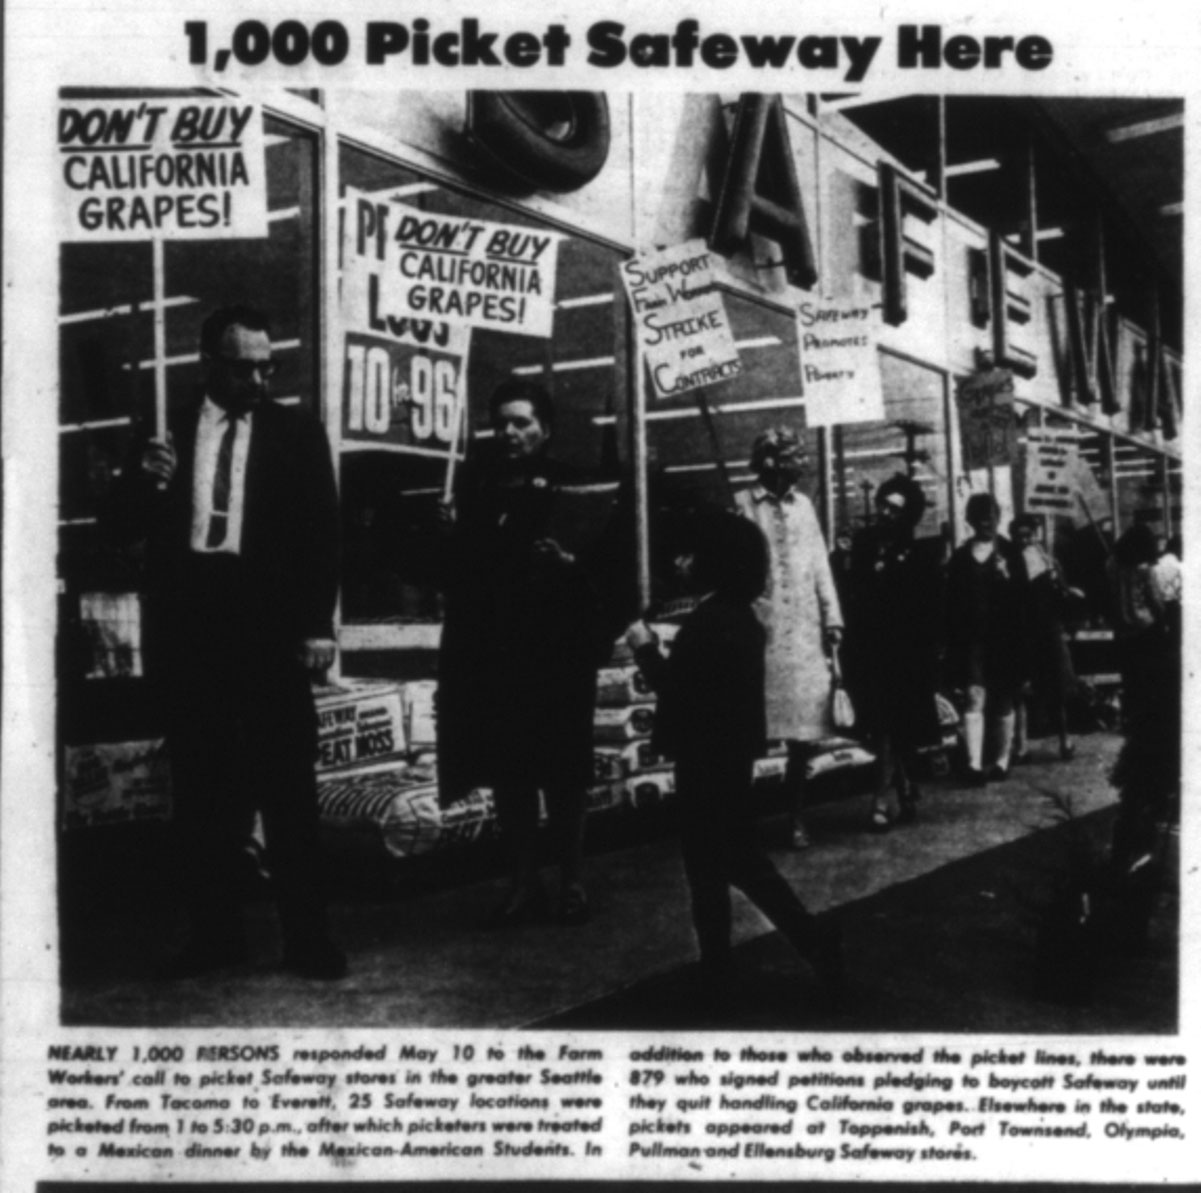 1,000 Picket Safeway Here
DON'T BUY
CALIFORNIA
GRAPES!
DON'T BUY
CALIFORNIA
GRAPES!
10 for 96
SUPPORT
FARM WORKERS
STRIKE
FOR
CONTRACTS
SAFEWAY
PROMOTES
POVERTY
SAFEWAY
PEAT MOSS
NEARLY 1,000 PERSONS responded May 10 to the Farm
Workers' call to picket Safeway stores in the greater Seattle
area. From Tacoma to Everett, 25 Safeway locations were
picketed from 1 to 5:30 p.m., after which picketers were treated
to a Mexican dinner by the Mexican-American Students. In
addition to those who observed the picket lines, there were
879 who signed petitions pledging to boycott Safeway until
they quit handling California grapes. Elsewhere in the state,
pickets appeared at Toppenish, Port Townsend, Olympia,
Pullman and Ellensburg Safeway stores.